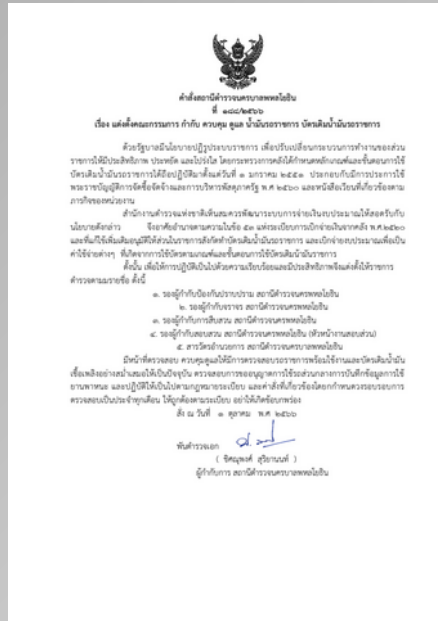 คำสั่งสถานีตำรวจนครบาลพหลโยธิน
ที่ ๑๘๘/๒๕๖๖
เรื่อง แต่งตั้งคณะกรรมการ กำกับ ควบคุม ดูแล น้ำมันรถราชการ บัตรเติมน้ำมันรถราชการ
ด้วยรัฐบาลมีนโยบายปฏิรูประบบราชการ เพื่อปรับเปลี่ยนกระบวนการทำงานของส่วน
ราชการให้มีประสิทธิภาพ ประหยัด และโปร่งใส โดยกระทรวงการคลังได้กำหนดหลักเกณฑ์และขั้นตอนการใช้
บัตรเติมน้ำมันรถราชการได้ถือปฏิบัติมาตั้งแต่วันที่ ๑ มกราคม ๒๕๕๑ ประกอบกับมีการประการใช้
พระราชบัญญัติการจัดซื้อจัดจ้างและการบริหารพัสดุภาครัฐ พ.ศ ๒๕๖๐ และหนังสือเวียนที่เกี่ยวข้องตาม
ภารกิจของหน่วยงาน
สำนักงานตำรวจแห่งชาติเห็นสมควรพัฒนาระบบการจ่ายเงินงบประมาณให้สอดรับกับ
นโยบายดังกล่าว จึงอาศัยอำนาจตามความในข้อ ๕๓ แห่งระเบียบการเบิกจ่ายเงินจากคลัง พ.ศ.๒๕๒๐
และที่แก้ไขเพิ่มเติมอนุมัติให้ส่วนในราชการสังกัดทำบัตรเติมน้ำมันรถราชการ และเบิกจ่ายงบประมาณเพื่อเป็น
ค่าใช้จ่ายต่างๆ ที่เกิดจากการใช้บัตรตามเกณฑ์และขั้นตอนการใช้บัตรเติมน้ำมันราชการ
ดังนั้น เพื่อให้การปฏิบัติเป็นไปด้วยความเรียบร้อยและมีประสิทธิภาพจึงแต่งตั้งให้ราชการ
ตำรวจตามนรายชื่อ ดังนี้
๑. รองผู้กำกับป้องกันปราบปราม สถานีตำรวจพหลโยธิน
๒. รองผู้กำกับจราจร สถานีตำรวจนครพหลโยธิน
๓. รองผู้กำกับการสืบสวน สถานีตำรวจนครพหลโยธิน
๔. รองผู้กำกับสอบสวน สถานีตำรวจนครพหลโยธิน (หัวหน้างานสอบสวน)
๕. สารวัตรอำนวยการ สถานีตำรวจนครบาลพหลโยธิน
มีหน้าที่ตรวจสอบ ควบคุมดูแลให้มีการตรวจสอบรถราชการพร้อมใช้งานและบัตรเติมน้ำมัน
เชื้อเพลิงอย่างสม่ำเสมอให้เป็นปัจจุบัน ตรวจสอบการขออนุญาตการใช้รถส่วนกลางการบันทึกข้อมูลการใช้
ยานพาหนะ และปฏิบัติให้เป็นไปตามกฎหมายระเบียบ และคำสั่งที่เกี่ยวข้องโดยกำหนดวงรอบรอบการ
ตรวจสอบเป็นประจำทุกเดือน ให้ถูกต้องตามระเบียบ อย่าให้เกิดข้อบกพร่อง
สั่ง ณ วันที่ ๑ ตุลาคม พ.ศ ๒๕๖๖
พันตำรวจเอก
( ชิศณุพงศ์ สุริยานนท์ )
ผู้กำกับการ สถานีตำรวจนครบาลพหลโยธิน